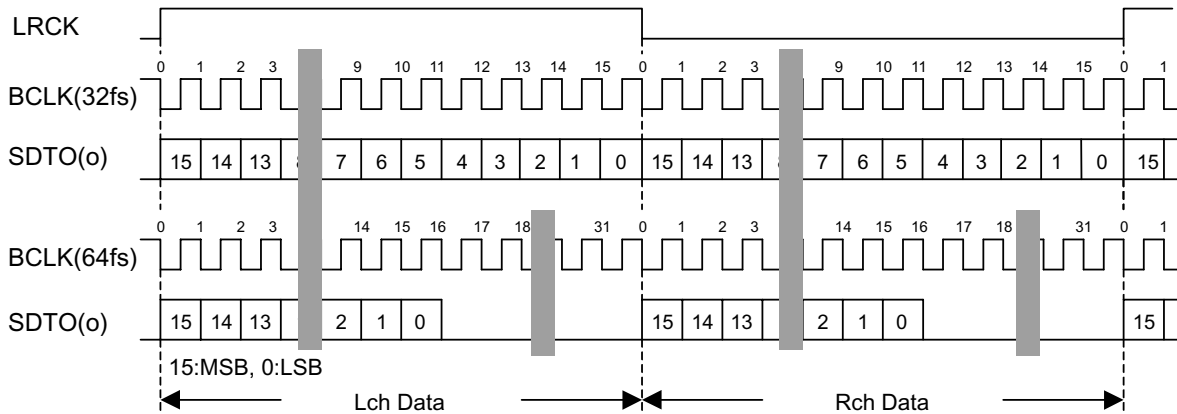 LRCK
0 1 2 3 9 10 11 12 13 14 15 0 1 2 3 9 10 11 12 13 14 15 0 1
BCLK(32fs)
SDTO(o) 15 14 13 7 6 5 4 3 2 1 0 15 14 13 7 6 5 4 3 2 1 0 15
0 1 2 3 14 15 16 17 18 31 0 1 2 3 14 15 16 17 18 31 0 1
BCLK(64fs)
SDTO(o) 15 14 13 2 1 0 15 14 13 2 1 0 15
15:MSB, 0:LSB
Lch Data Rch Data